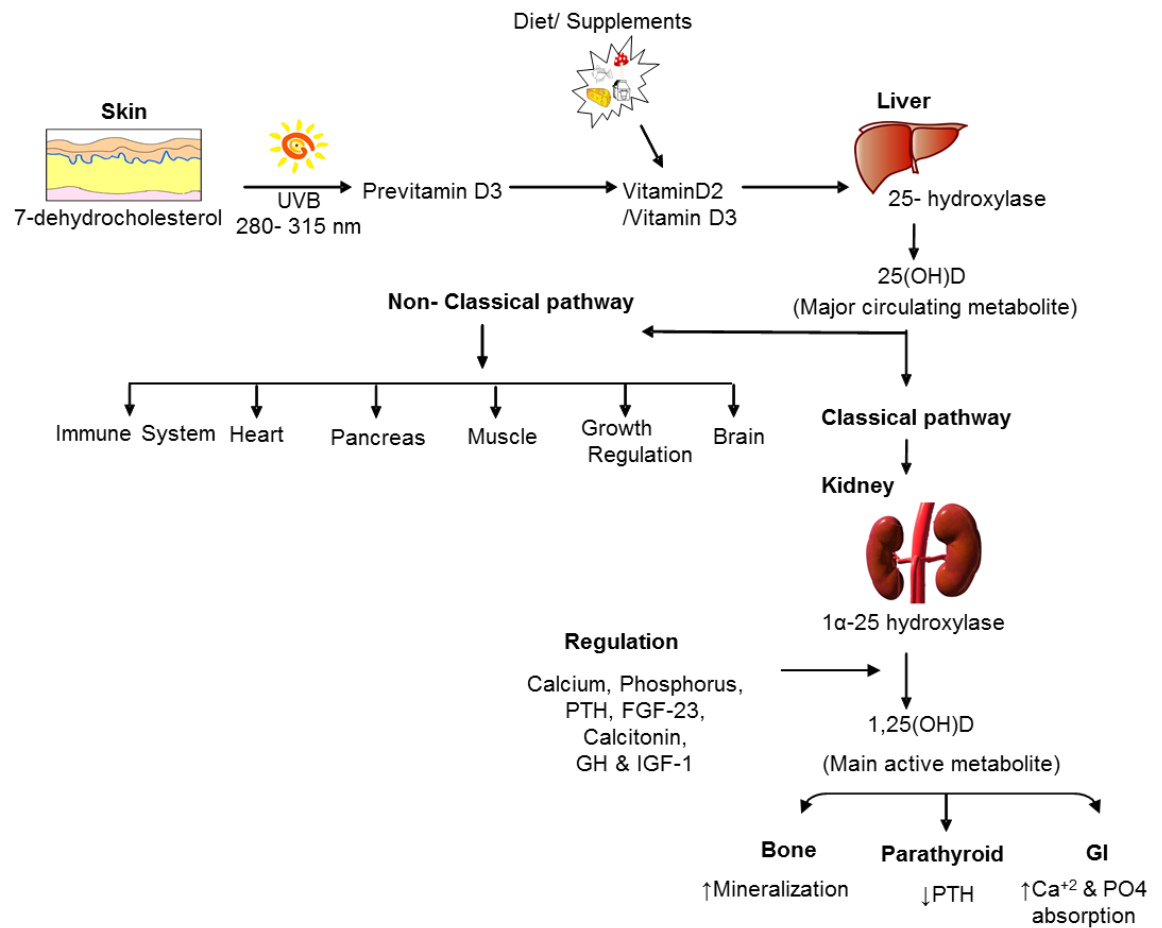 Diet/ Supplements
Skin
7-dehydrocholesterol
UVB
280- 315 nm
Previtamin D3
VitaminD2
/Vitamin D3
Liver
25- hydroxylase
25(OH)D
(Major circulating metabolite)
Non- Classical pathway
Immune System
Heart
Pancreas
Muscle
Growth
Regulation
Brain
Classical pathway
Kidney
1α-25 hydroxylase
Regulation
Calcium, Phosphorus,
PTH, FGF-23,
Calcitonin,
GH & IGF-1
1,25(OH)D
(Main active metabolite)
Bone
↑Mineralization
Parathyroid
↓PTH
GI
↑Ca⁺² & PO4
absorption